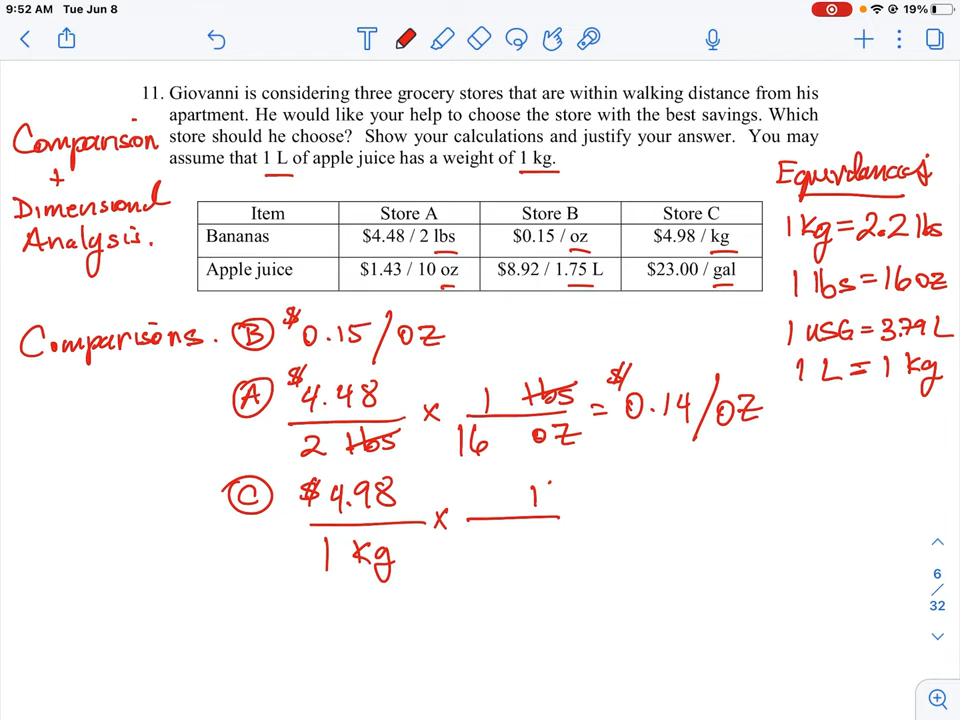 9:52 AM Tue Jun 8
19%
T
11. Giovanni is considering three grocery stores that are within walking distance from his
apartment. He would like your help to choose the store with the best savings. Which
store should he choose? Show your calculations and justify your answer. You may
assume that 1 L of apple juice has a weight of 1 kg.
Comparison
+
Dimensional
Analysis.
Equivalances
1 kg = 2.2 lbs
1 lbs = 16 oz
1 USG = 3.79 L
1 L = 1 kg
Item Store A Store B Store C
Bananas $4.48 / 2 lbs $0.15 / oz $4.98 / kg
Apple juice $1.43 / 10 oz $8.92 / 1.75 L $23.00 / gal
Comparisons. B $0.15/oz
A $4.48 / 2 lbs x 1 lbs / 16 oz = $0.14/oz
C $4.98 / 1 kg x 1
6
/
32